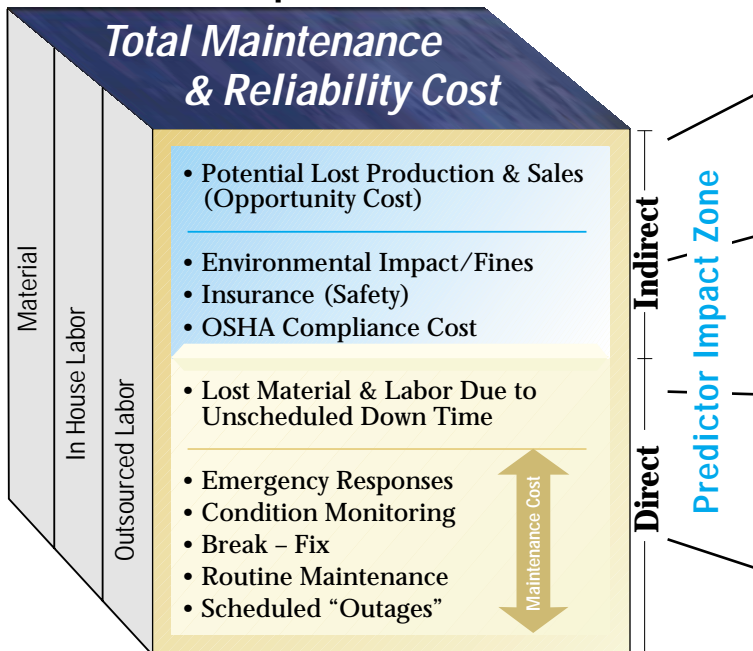 Total Maintenance
& Reliability Cost
• Potential Lost Production & Sales
(Opportunity Cost)
• Environmental Impact/Fines
• Insurance (Safety)
• OSHA Compliance Cost
• Lost Material & Labor Due to
Unscheduled Down Time
• Emergency Responses
• Condition Monitoring
• Break – Fix
• Routine Maintenance
• Scheduled “Outages”
Maintenance Cost
Material
In House Labor
Outsourced Labor
Indirect
Direct
Predictor Impact Zone